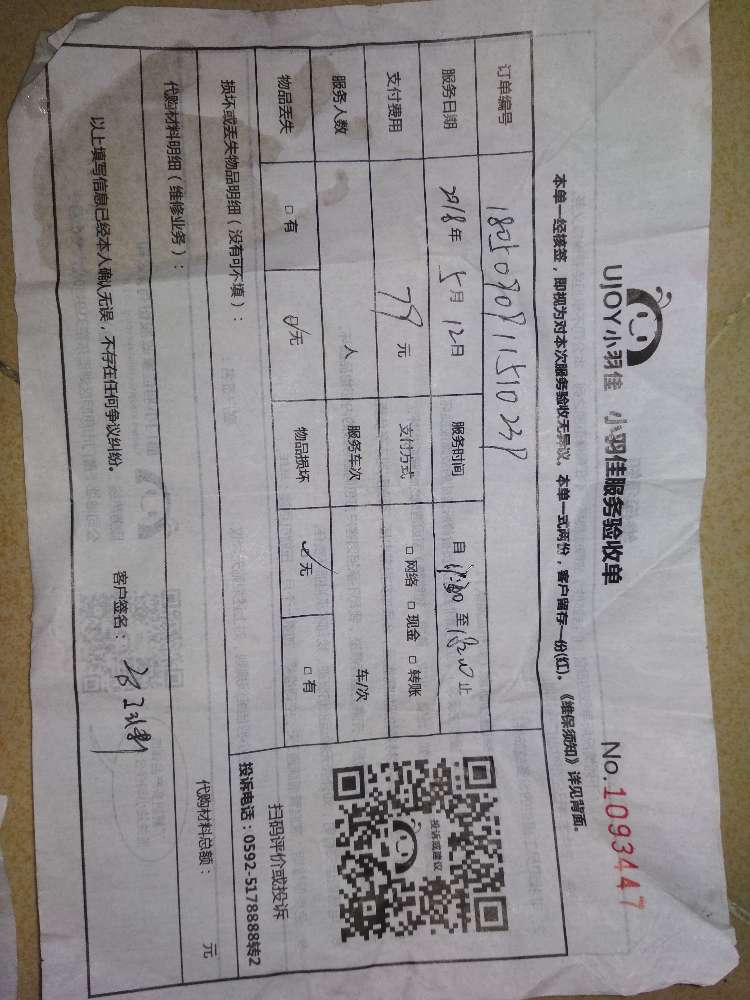 UJOY小羽佳 小羽佳服务验收单
No.1093447
本单一经核签，即视为对本次服务验收无异议。本单一式两份，客户留存一份(红)。《维保须知》详见背面。
订单编号
服务日期 2018年 5月 12日 服务时间 自 至 止
支付费用 79 元 支付方式 □ 网络 □ 现金 □ 转账
服务人数 人 服务车次 车/次
物品丢失 □ 有 ☑ 无 物品损坏 ☑ 无 □ 有
损坏或丢失物品明细（没有可不填）：
投诉或建议
扫码评价或投诉
投诉电话：0592-5178888转2
代购材料明细（维修业务）：
代购材料总额： 元
以上填写信息已经本人确认无误，不存在任何争议纠纷。
客户签名：